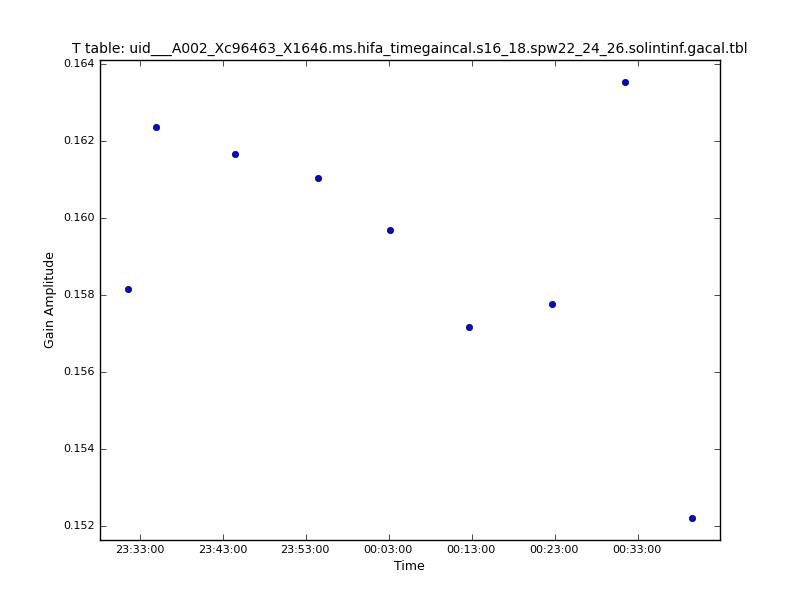 T table: uid___A002_Xc96463_X1646.ms.hifa_timegaincal.s16_18.spw22_24_26.solintinf.gacal.tbl
0.164
0.162
0.160
0.158
0.156
0.154
0.152
Gain Amplitude
23:33:00 23:43:00 23:53:00 00:03:00 00:13:00 00:23:00 00:33:00
Time